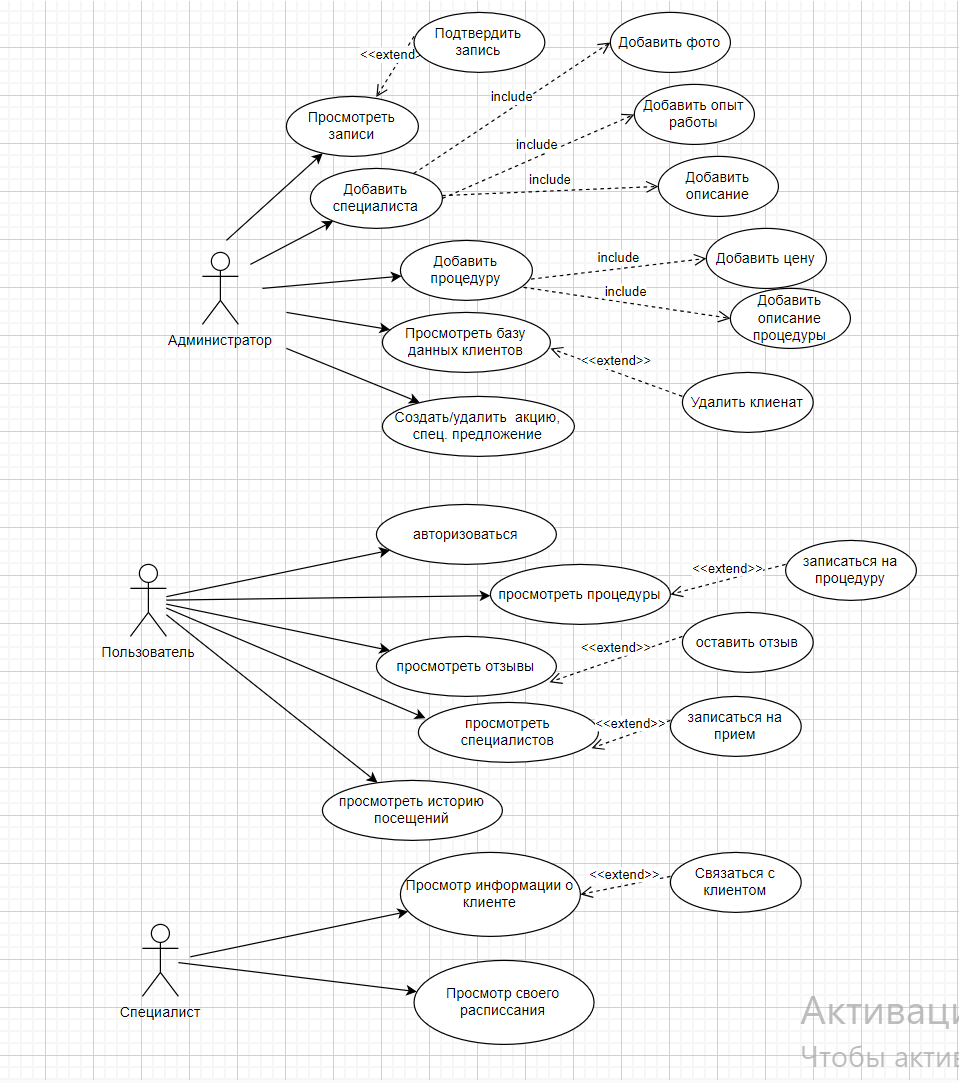 Подтвердить
запись
<<extend>
Добавить фото
include
Добавить опыт
работы
Просмотреть
записи
include
include
Добавить
описание
Добавить
специалиста
Добавить
процедуру
include
Добавить цену
include
Добавить
описание
процедуры
Администратор
Просмотреть базу
данных клиентов
<<extend>>
Удалить клиенат
Создать/удалить акцию,
спец. предложение
авторизоваться
<<extend>>
записаться на
процедуру
просмотреть процедуры
Пользователь
<<extend>>
оставить отзыв
просмотреть отзывы
просмотреть
специалистов
<<extend>>
записаться на
прием
просмотреть историю
посещений
Просмотр информации о
клиенте
<<extend>>
Связаться с
клиентом
Специалист
Просмотр своего
расписсания
Активаци
Чтобы актив